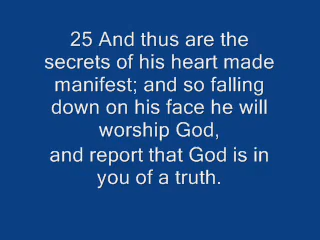 25 And thus are the
secrets of his heart made
manifest; and so falling
down on his face he will
worship God,
and report that God is in
you of a truth.